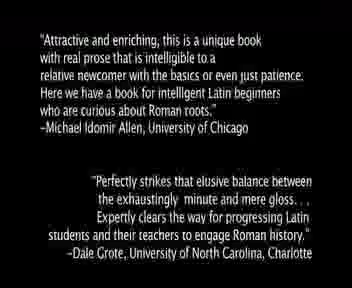 "Attractive and enriching, this is a unique book
with real prose that is intelligible to a
relative newcomer with the basics or even just patience.
Here we have a book for intellIgent Latin beginners
who are curious about Roman roots."
–Michael Idomir Allen, University of Chicago
"Perfectly strikes that elusive balance between
the exhaustingly minute and mere gloss. . .
Expertly clears the way for progressing Latin
students and their teachers to engage Roman history."
–Dale Grote, University of North Carolina, Charlotte